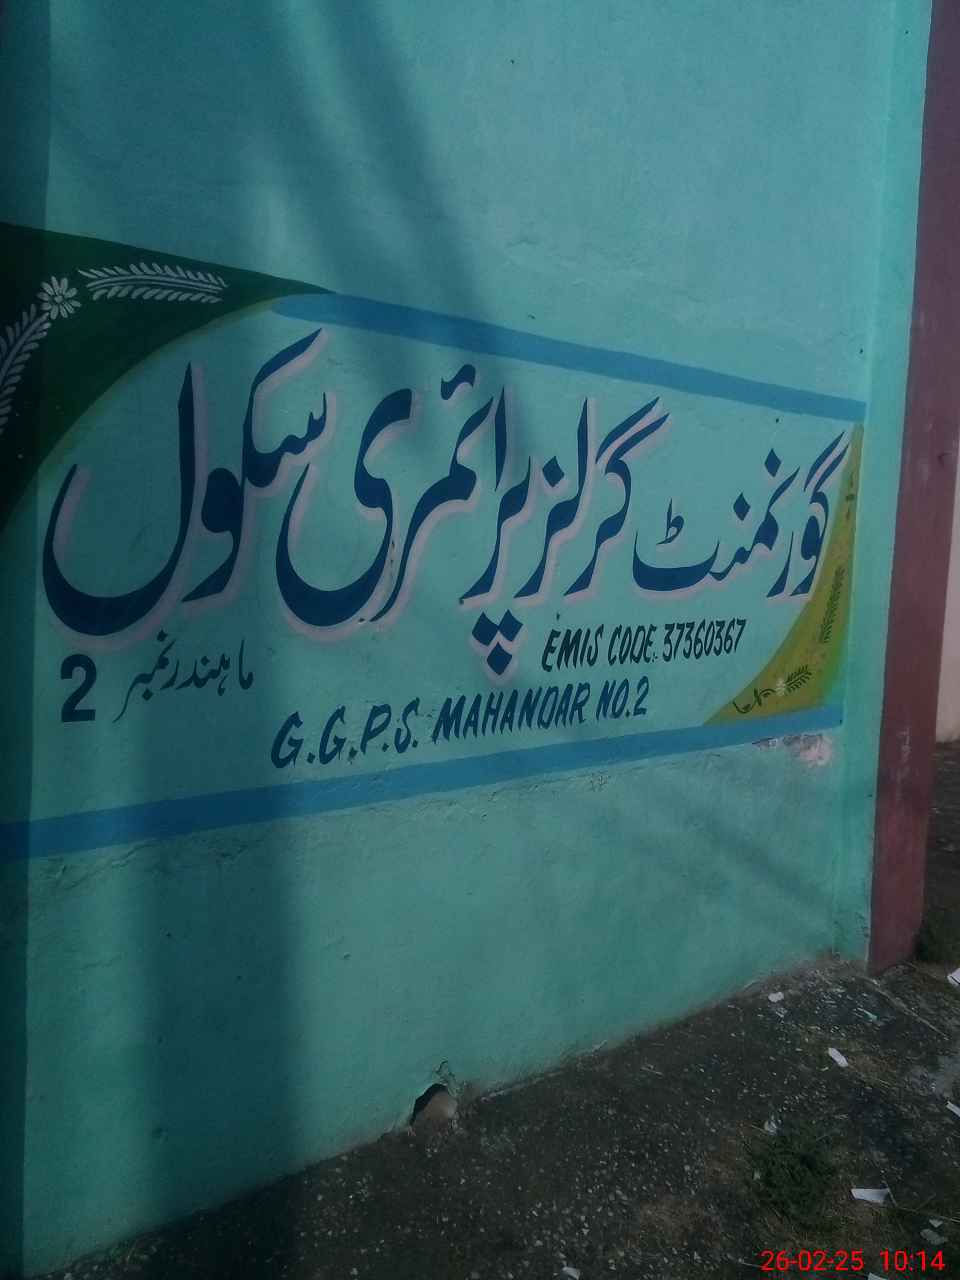 گورنمنٹ گرلز پرائمری سکول
EMIS CODE. 37360367
ماہندر نمبر 2
G.G.P.S. MAHANDAR NO.2
26-02-25 10:14